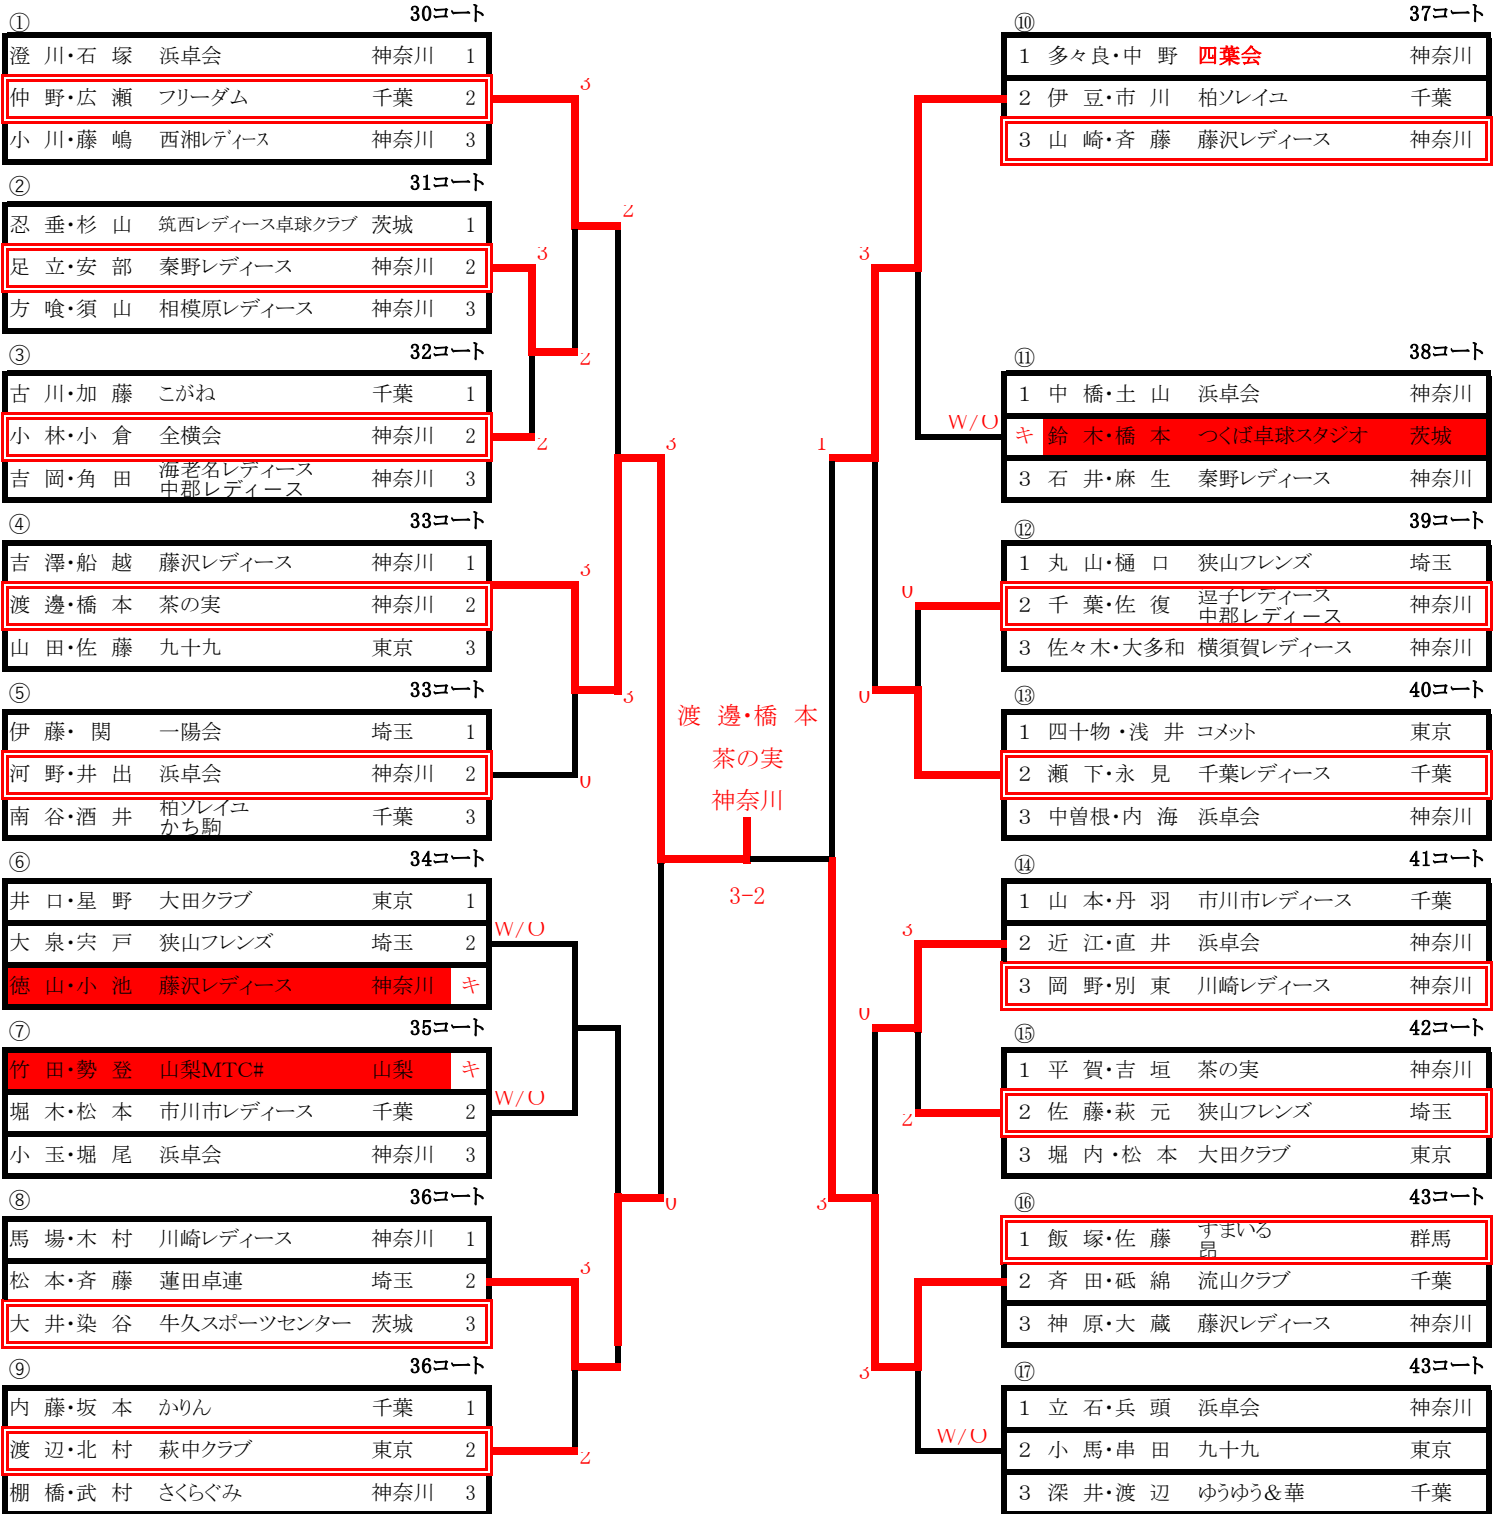 ① 30コート
澄 川・石 塚 浜卓会 神奈川 1
仲 野・広 瀬 フリーダム 千葉 2
小 川・藤 嶋 西湘レディース 神奈川 3
② 31コート
忍 垂・杉 山 筑西レディース卓球クラブ 茨城 1
足 立・安 部 秦野レディース 神奈川 2
方 喰・須 山 相模原レディース 神奈川 3
③ 32コート
古 川・加 藤 こがね 千葉 1
小 林・小 倉 全横会 神奈川 2
吉 岡・角 田 海老名レディース 神奈川 3
中郡レディース
④ 33コート
吉 澤・船 越 藤沢レディース 神奈川 1
渡 邊・橋 本 茶の実 神奈川 2
山 田・佐 藤 九十九 東京 3
⑤ 33コート
伊 藤・ 関 一陽会 埼玉 1
河 野・井 出 浜卓会 神奈川 2
南 谷・酒 井 柏ソレイユ 千葉 3
かち駒
⑥ 34コート
井 口・星 野 大田クラブ 東京 1
大 泉・宍 戸 狭山フレンズ 埼玉 2
徳 山・小 池 藤沢レディース 神奈川 キ
⑦ 35コート
竹 田・勢 登 山梨MTC# 山梨 キ
堀 木・松 本 市川市レディース 千葉 2
小 玉・堀 尾 浜卓会 神奈川 3
⑧ 36コート
馬 場・木 村 川崎レディース 神奈川 1
松 本・斉 藤 蓮田卓連 埼玉 2
大 井・染 谷 牛久スポーツセンター 茨城 3
⑨ 36コート
内 藤・坂 本 かりん 千葉 1
渡 辺・北 村 萩中クラブ 東京 2
棚 橋・武 村 さくらぐみ 神奈川 3
3
2
3
2
2
3
3
3
0
W/O
W/O
0
3
2
渡 邊・橋 本
茶の実
神奈川
3-2
3
W/O
1
0
0
3
0
2
3
3
W/O
⑩ 37コート
1 多々良・中 野 四葉会 神奈川
2 伊 豆・市 川 柏ソレイユ 千葉
3 山 崎・斉 藤 藤沢レディース 神奈川
⑪ 38コート
1 中 橋・土 山 浜卓会 神奈川
キ 鈴 木・橋 本 つくば卓球スタジオ 茨城
3 石 井・麻 生 秦野レディース 神奈川
⑫ 39コート
1 丸 山・樋 口 狭山フレンズ 埼玉
2 千 葉・佐 復 逗子レディース 神奈川
中郡レディース
3 佐々木・大多和 横須賀レディース 神奈川
⑬ 40コート
1 四十物・浅 井 コメット 東京
2 瀬 下・永 見 千葉レディース 千葉
3 中曽根・内 海 浜卓会 神奈川
⑭ 41コート
1 山 本・丹 羽 市川市レディース 千葉
2 近 江・直 井 浜卓会 神奈川
3 岡 野・別 東 川崎レディース 神奈川
⑮ 42コート
1 平 賀・吉 垣 茶の実 神奈川
2 佐 藤・萩 元 狭山フレンズ 埼玉
3 堀 内・松 本 大田クラブ 東京
⑯ 43コート
1 飯 塚・佐 藤 すまいる 群馬
昂
2 斉 田・砥 綿 流山クラブ 千葉
3 神 原・大 蔵 藤沢レディース 神奈川
⑰ 43コート
1 立 石・兵 頭 浜卓会 神奈川
2 小 馬・串 田 九十九 東京
3 深 井・渡 辺 ゆうゆう&華 千葉